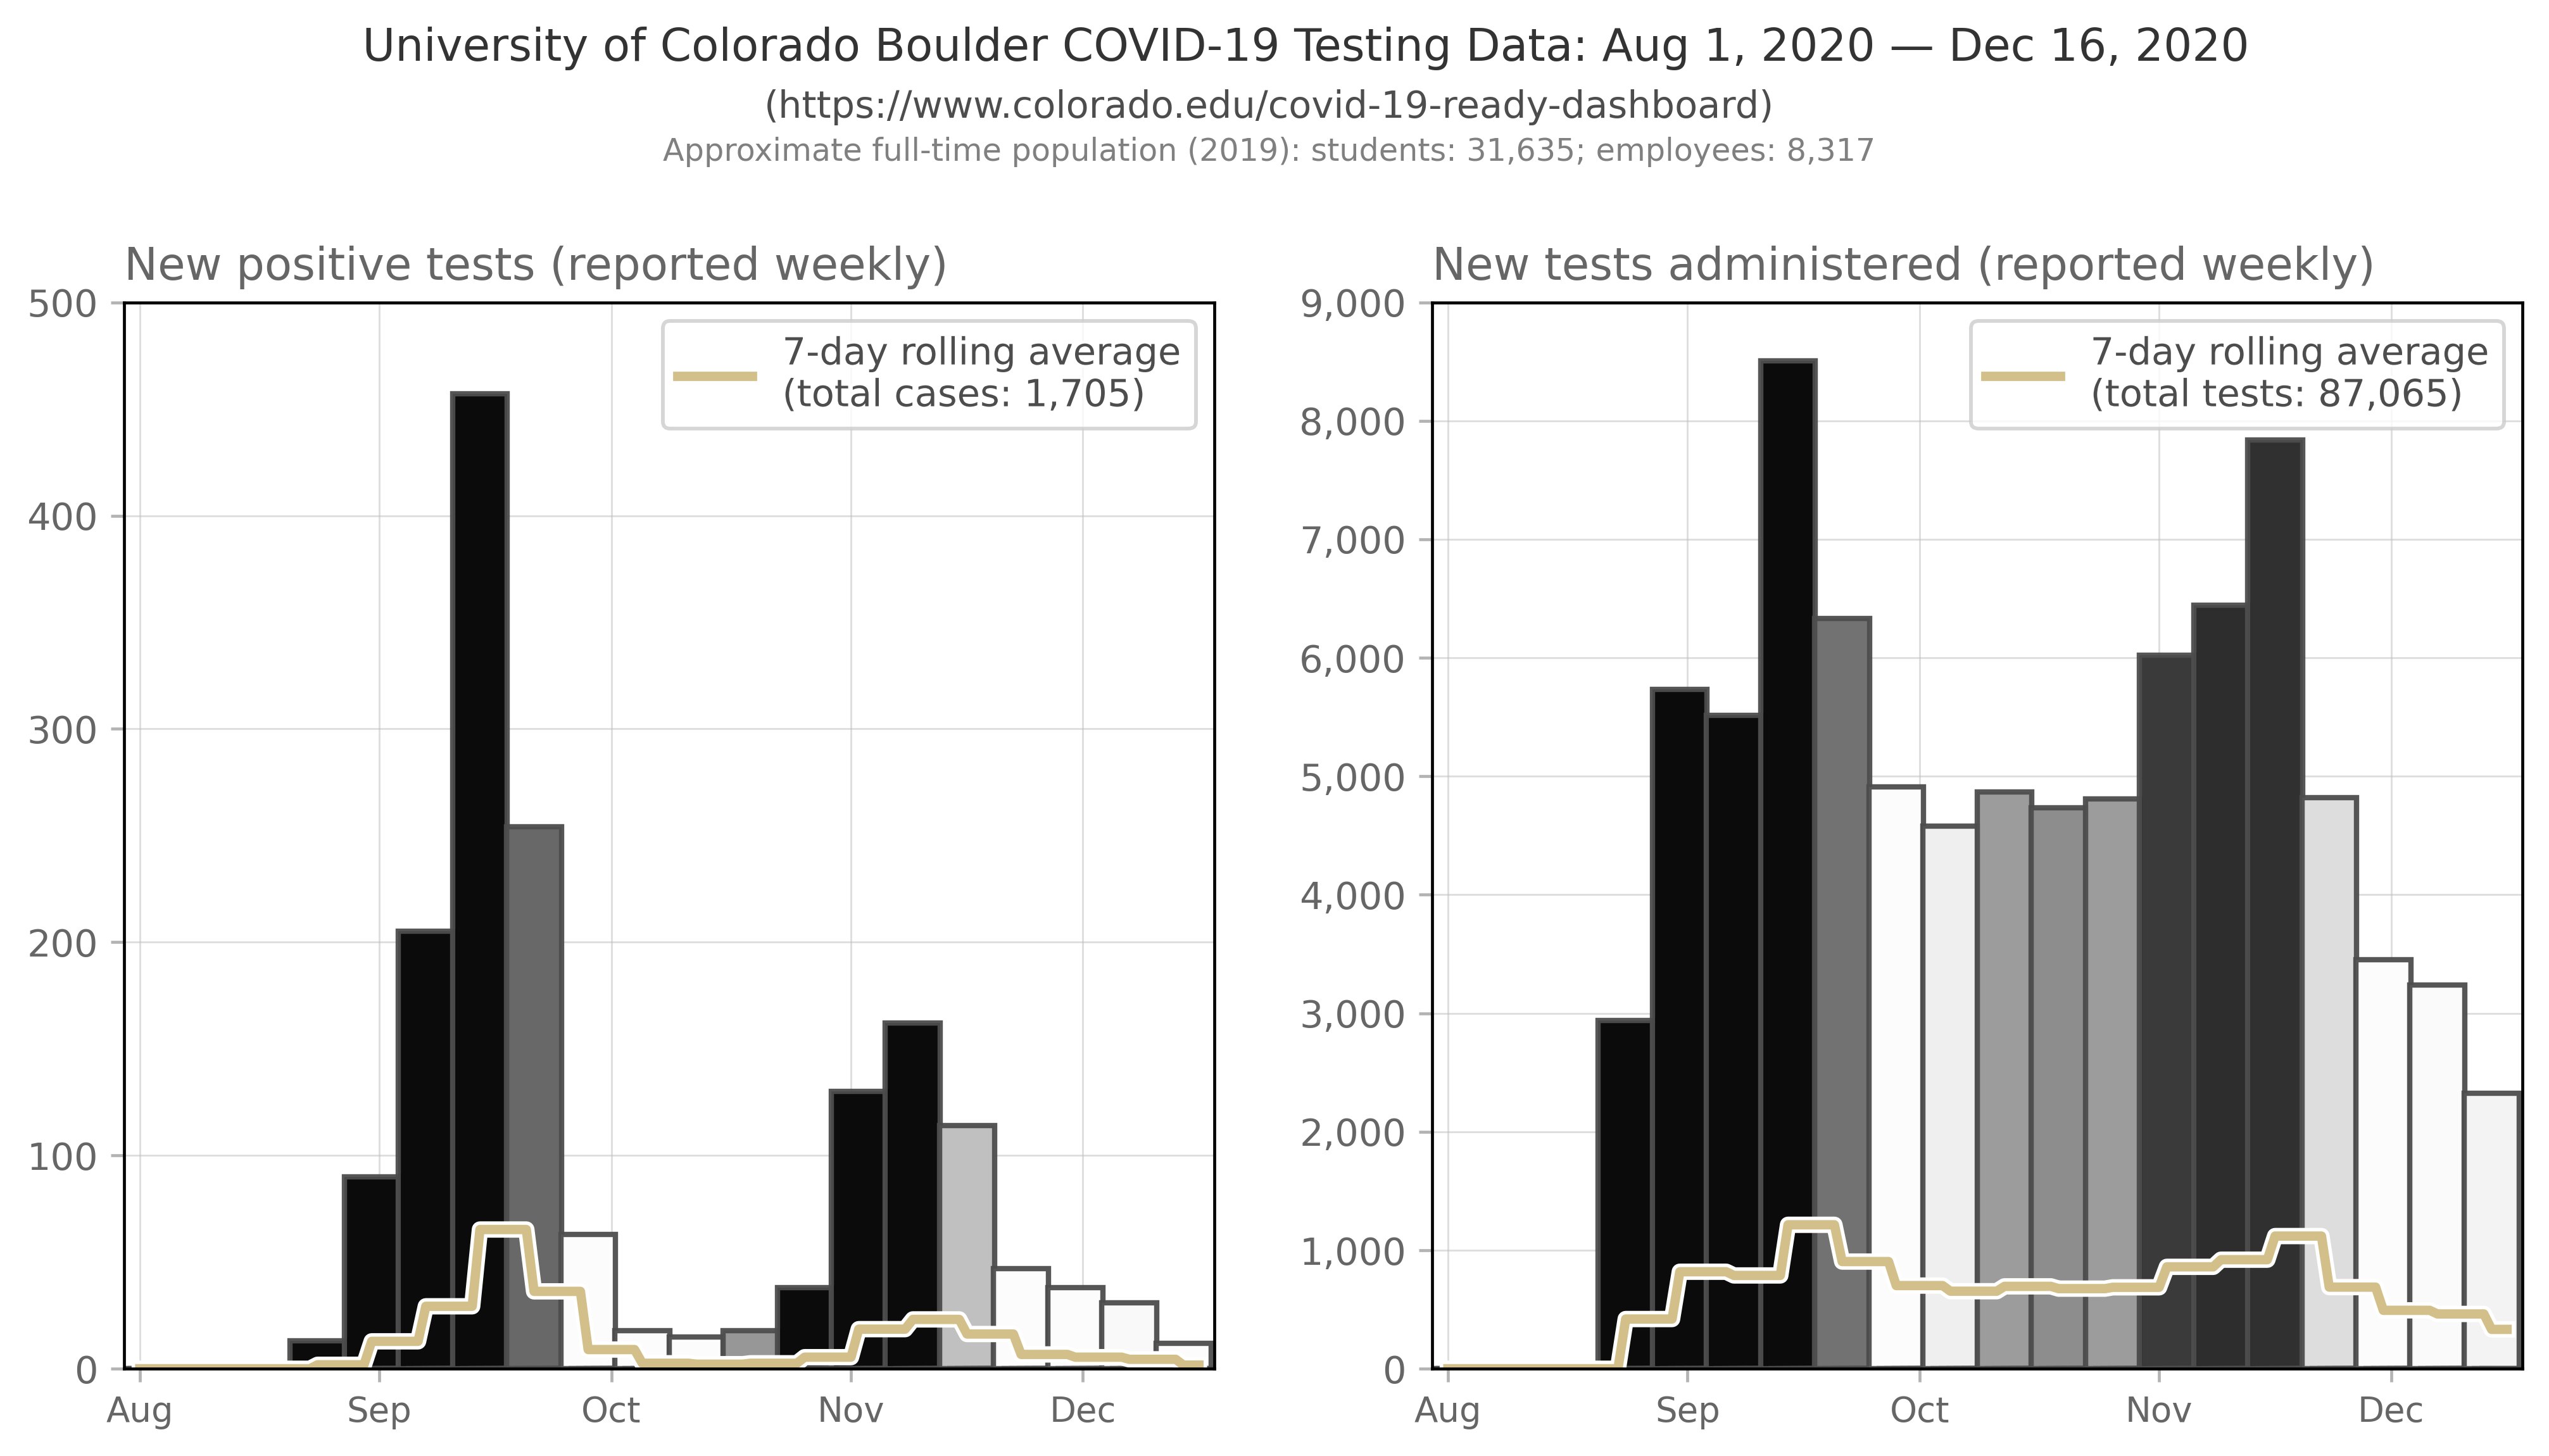 University of Colorado Boulder COVID-19 Testing Data: Aug 1, 2020 — Dec 16, 2020
(https://www.colorado.edu/covid-19-ready-dashboard)
Approximate full-time population (2019): students: 31,635; employees: 8,317
New positive tests (reported weekly)
500
400
300
200
100
0
7-day rolling average
(total cases: 1,705)
Aug Sep Oct Nov Dec
New tests administered (reported weekly)
9,000
8,000
7,000
6,000
5,000
4,000
3,000
2,000
1,000
0
7-day rolling average
(total tests: 87,065)
Aug Sep Oct Nov Dec